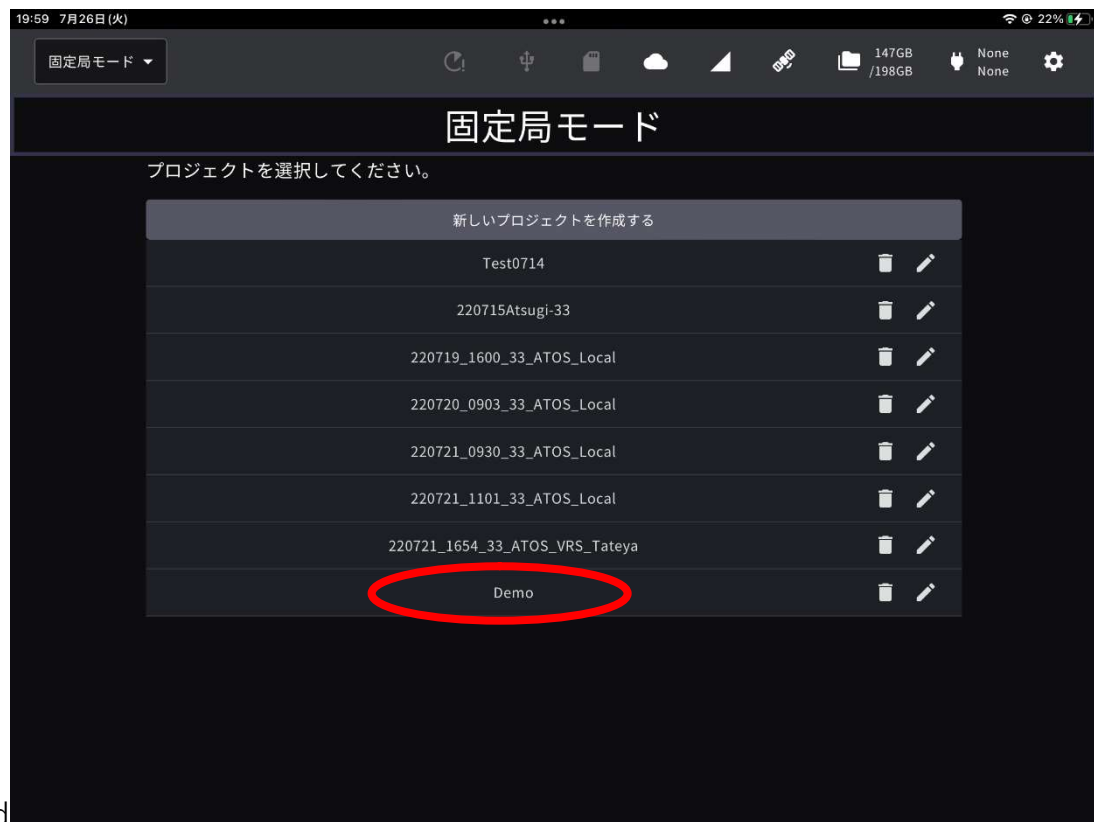 19:59 7月26日(火)
22%
固定局モード
147GB
/198GB
None
None
固定局モード
プロジェクトを選択してください。
新しいプロジェクトを作成する
Test0714
220715Atsugi-33
220719_1600_33_ATOS_Local
220720_0903_33_ATOS_Local
220721_0930_33_ATOS_Local
220721_1101_33_ATOS_Local
220721_1654_33_ATOS_VRS_Tateya
Demo